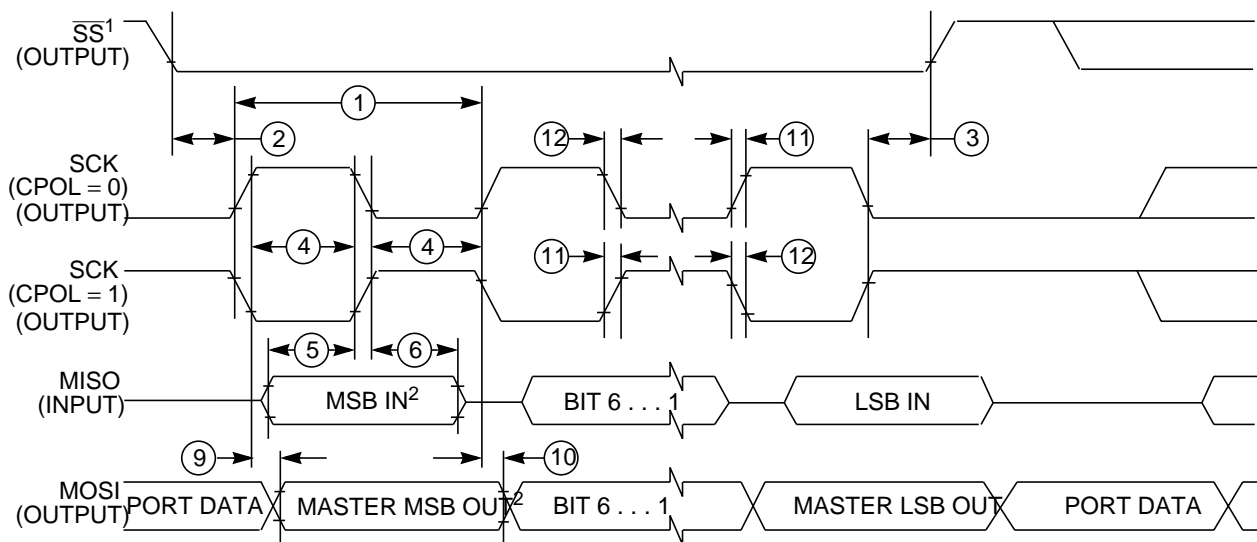 SS¹
(OUTPUT)
1
2
12
11
3
SCK
(CPOL = 0)
(OUTPUT)
4
4
11
12
SCK
(CPOL = 1)
(OUTPUT)
5
6
MISO
(INPUT)
MSB IN²
BIT 6 . . . 1
LSB IN
9
10
MOSI
(OUTPUT)
PORT DATA
MASTER MSB OUT²
BIT 6 . . . 1
MASTER LSB OUT
PORT DATA